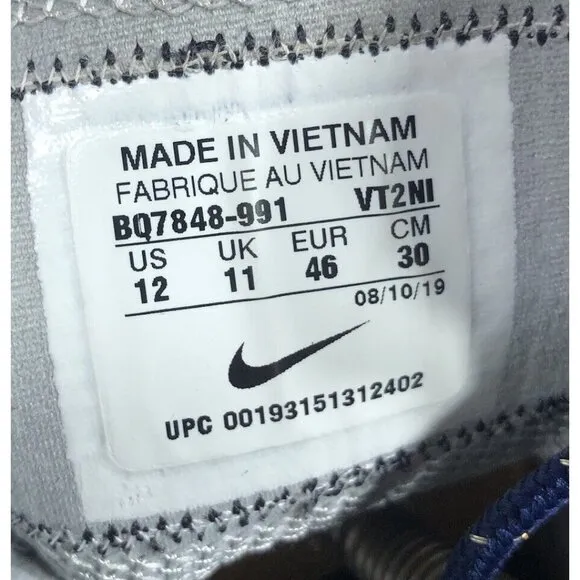 MADE IN VIETNAM
FABRIQUE AU VIETNAM
BQ7848-991 VT2NI
US UK EUR CM
12 11 46 30
08/10/19
UPC 00193151312402